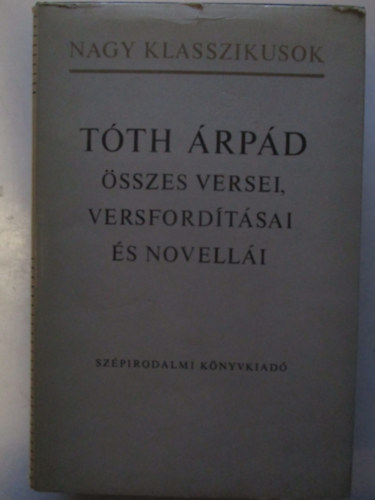 NAGY KLASSZIKUSOK
TÓTH ÁRPÁD
ÖSSZES VERSEI,
VERSFORDÍTÁSAI
ÉS NOVELLÁI
SZÉPIRODALMI KÖNYVKIADÓ